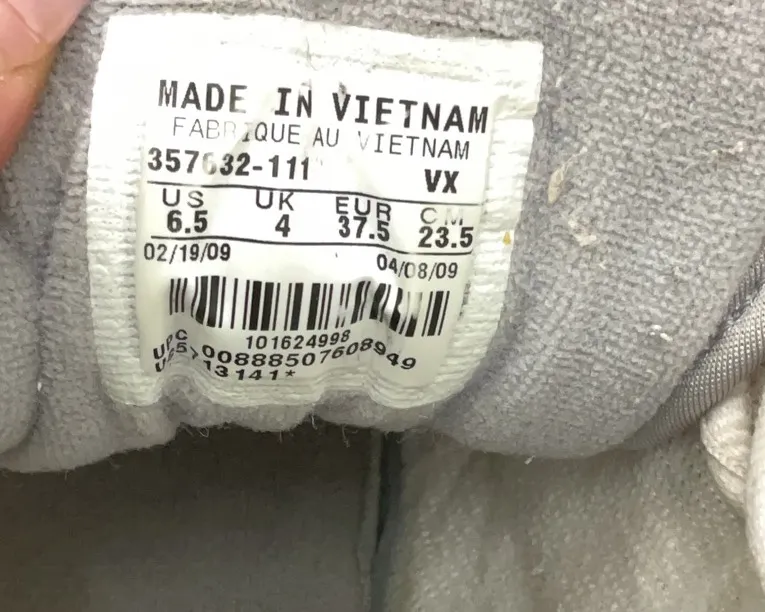 MADE IN VIETNAM
FABRIQUE AU VIETNAM
357632-111 VX
US UK EUR CM
6.5 4 37.5 23.5
02/19/09 04/08/09
101624998
UPC 00888507608949
13141*